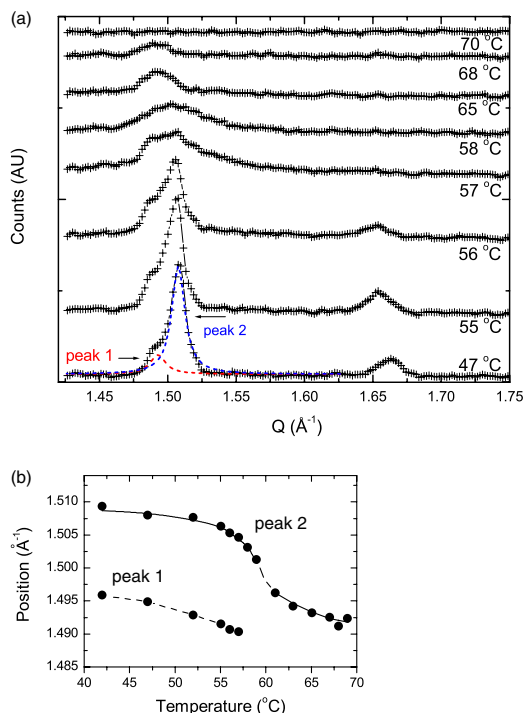 (a)
Counts (AU)
70 °C
68 °C
65 °C
58 °C
57 °C
56 °C
55 °C
47 °C
peak 2
peak 1
1.45 1.50 1.55 1.60 1.65 1.70 1.75
Q (Å⁻¹)
(b)
Position (Å⁻¹)
1.510
1.505
1.500
1.495
1.490
1.485
peak 2
peak 1
40 45 50 55 60 65 70
Temperature (°C)